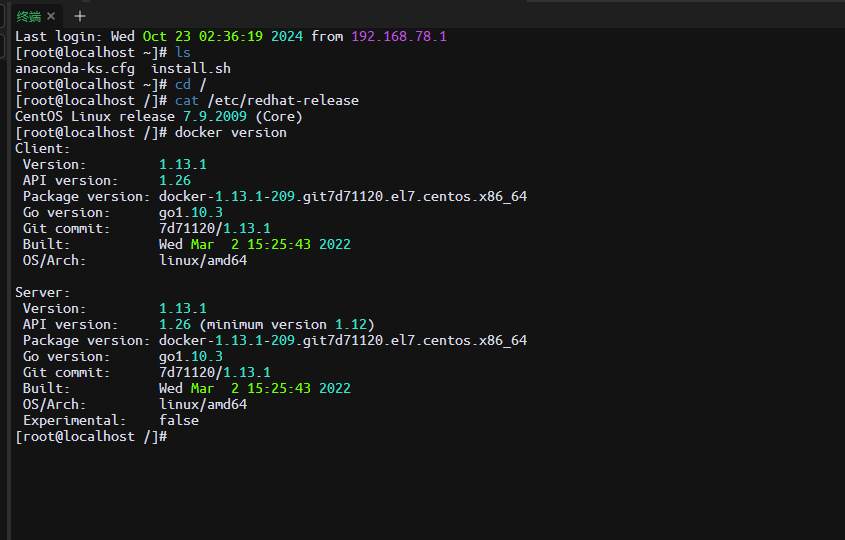 终端 × +
Last login: Wed Oct 23 02:36:19 2024 from 192.168.78.1
[root@localhost ~]# ls
anaconda-ks.cfg  install.sh
[root@localhost ~]# cd /
[root@localhost /]# cat /etc/redhat-release
CentOS Linux release 7.9.2009 (Core)
[root@localhost /]# docker version
Client:
 Version:         1.13.1
 API version:     1.26
 Package version: docker-1.13.1-209.git7d71120.el7.centos.x86_64
 Go version:      go1.10.3
 Git commit:      7d71120/1.13.1
 Built:           Wed Mar  2 15:25:43 2022
 OS/Arch:         linux/amd64

Server:
 Version:         1.13.1
 API version:     1.26 (minimum version 1.12)
 Package version: docker-1.13.1-209.git7d71120.el7.centos.x86_64
 Go version:      go1.10.3
 Git commit:      7d71120/1.13.1
 Built:           Wed Mar  2 15:25:43 2022
 OS/Arch:         linux/amd64
 Experimental:    false
[root@localhost /]#